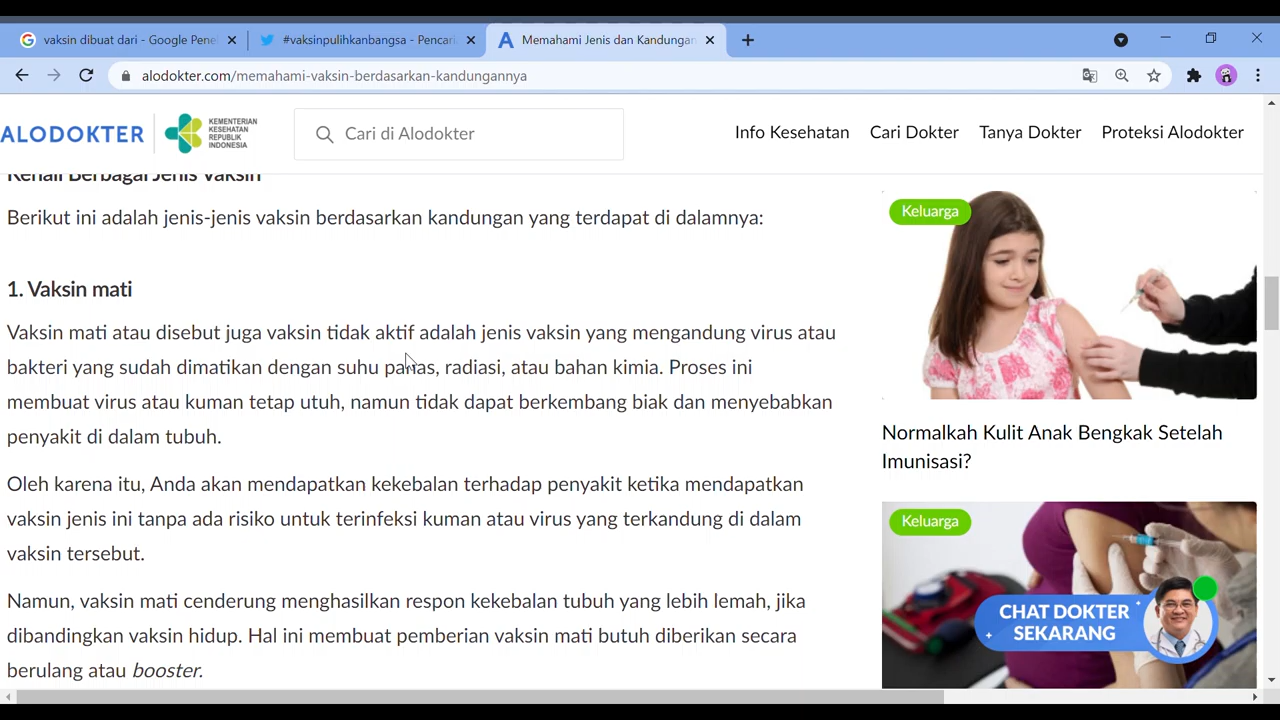 vaksin dibuat dari - Google Pene
#vaksinpulihkanbangsa - Pencari
Memahami Jenis dan Kandungan
alodokter.com/memahami-vaksin-berdasarkan-kandungannya
ALODOKTER
KEMENTERIAN
KESEHATAN
REPUBLIK
INDONESIA
Cari di Alodokter
Info Kesehatan
Cari Dokter
Tanya Dokter
Proteksi Alodokter
Kenali Berbagai Jenis Vaksin
Berikut ini adalah jenis-jenis vaksin berdasarkan kandungan yang terdapat di dalamnya:
1. Vaksin mati
Vaksin mati atau disebut juga vaksin tidak aktif adalah jenis vaksin yang mengandung virus atau
bakteri yang sudah dimatikan dengan suhu panas, radiasi, atau bahan kimia. Proses ini
membuat virus atau kuman tetap utuh, namun tidak dapat berkembang biak dan menyebabkan
penyakit di dalam tubuh.
Oleh karena itu, Anda akan mendapatkan kekebalan terhadap penyakit ketika mendapatkan
vaksin jenis ini tanpa ada risiko untuk terinfeksi kuman atau virus yang terkandung di dalam
vaksin tersebut.
Namun, vaksin mati cenderung menghasilkan respon kekebalan tubuh yang lebih lemah, jika
dibandingkan vaksin hidup. Hal ini membuat pemberian vaksin mati butuh diberikan secara
berulang atau booster.
Keluarga
Normalkah Kulit Anak Bengkak Setelah
Imunisasi?
Keluarga
CHAT DOKTER
SEKARANG